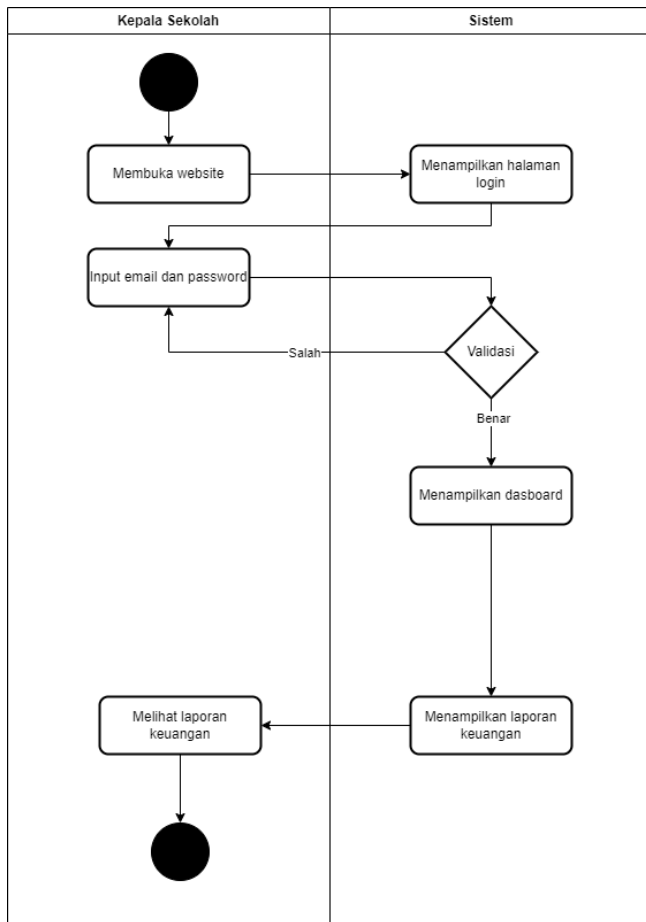 Kepala Sekolah
Sistem
Membuka website
Menampilkan halaman
login
Input email dan password
Validasi
Salah
Benar
Menampilkan dasboard
Melihat laporan
keuangan
Menampilkan laporan
keuangan